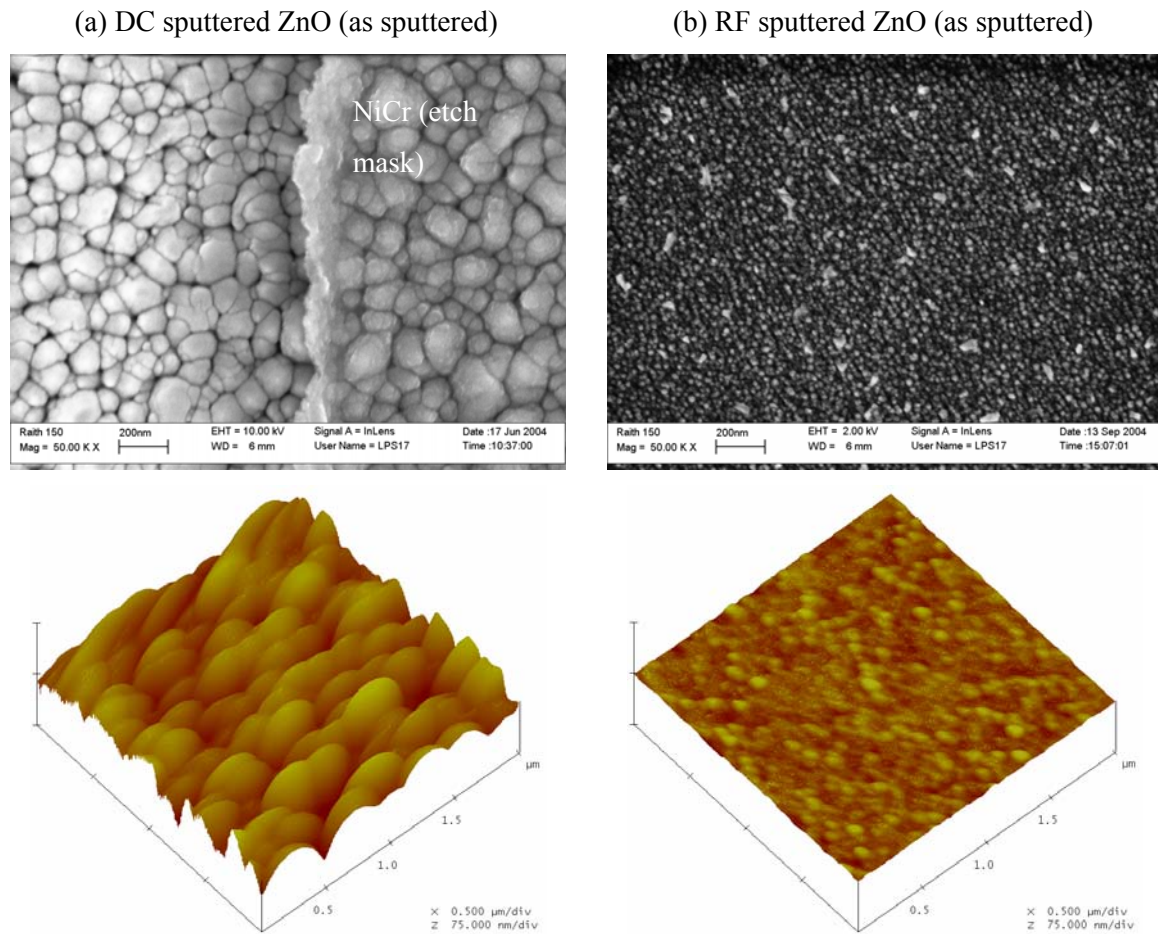 (a) DC sputtered ZnO (as sputtered)
(b) RF sputtered ZnO (as sputtered)
NiCr (etch
mask)
Raith 150 200nm EHT = 10.00 kV Signal A = InLens Date :17 Jun 2004
Mag = 50.00 K X WD = 6 mm User Name = LPS17 Time :10:37:00
Raith 150 200nm EHT = 2.00 kV Signal A = InLens Date :13 Sep 2004
Mag = 50.00 K X WD = 6 mm User Name = LPS17 Time :15:07:01
µm
1.5
1.0
0.5
X 0.500 µm/div
Z 75.000 nm/div
µm
1.5
1.0
0.5
X 0.500 µm/div
Z 75.000 nm/div